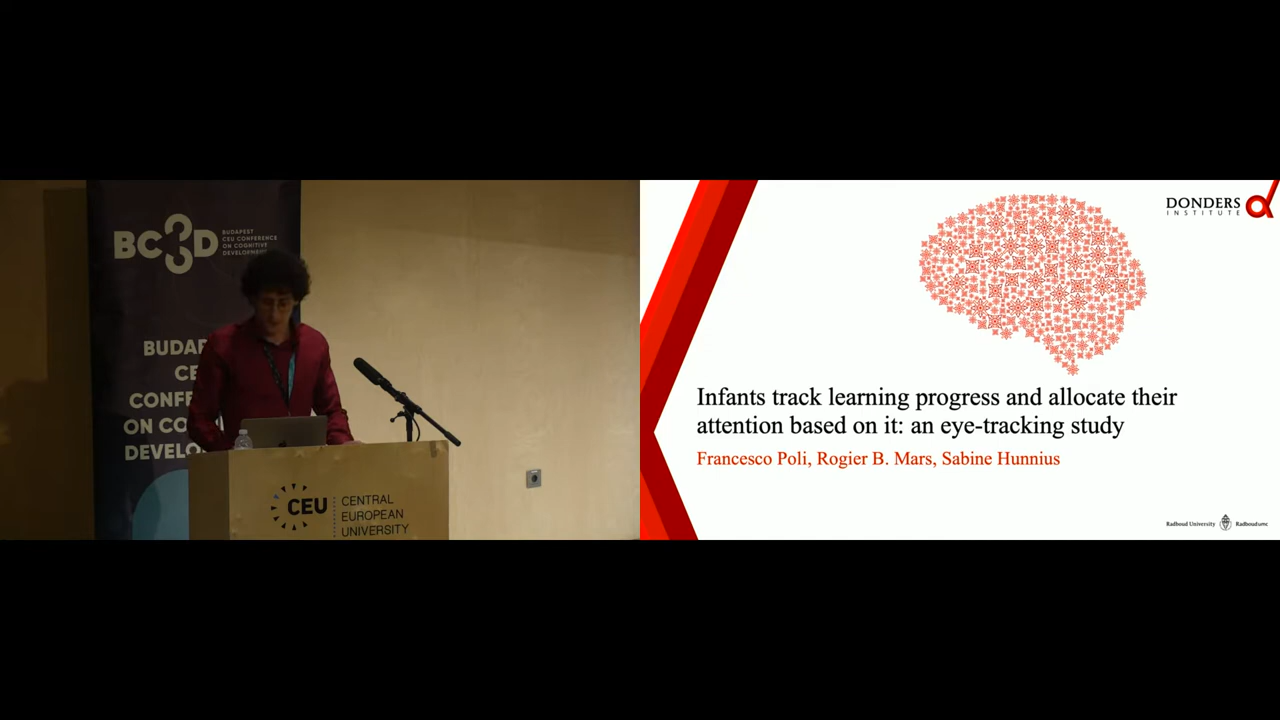 BC3D
BUDAPEST
CEU CONFERENCE
ON COGNITIVE
DEVELOPMENT
BUDAP
CE
CONFE
ON CO
DEVELO
CEU
CENTRAL
EUROPEAN
UNIVERSITY
DONDERS
INSTITUTE
Infants track learning progress and allocate their
attention based on it: an eye-tracking study
Francesco Poli, Rogier B. Mars, Sabine Hunnius
Radboud University
Radboudumc